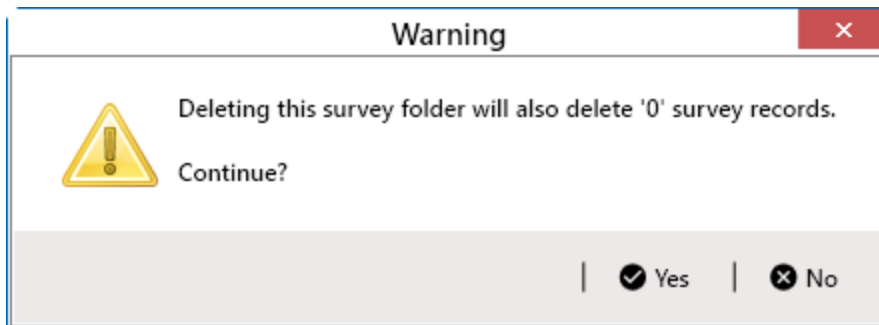 Warning
Deleting this survey folder will also delete '0' survey records.
Continue?
Yes
No